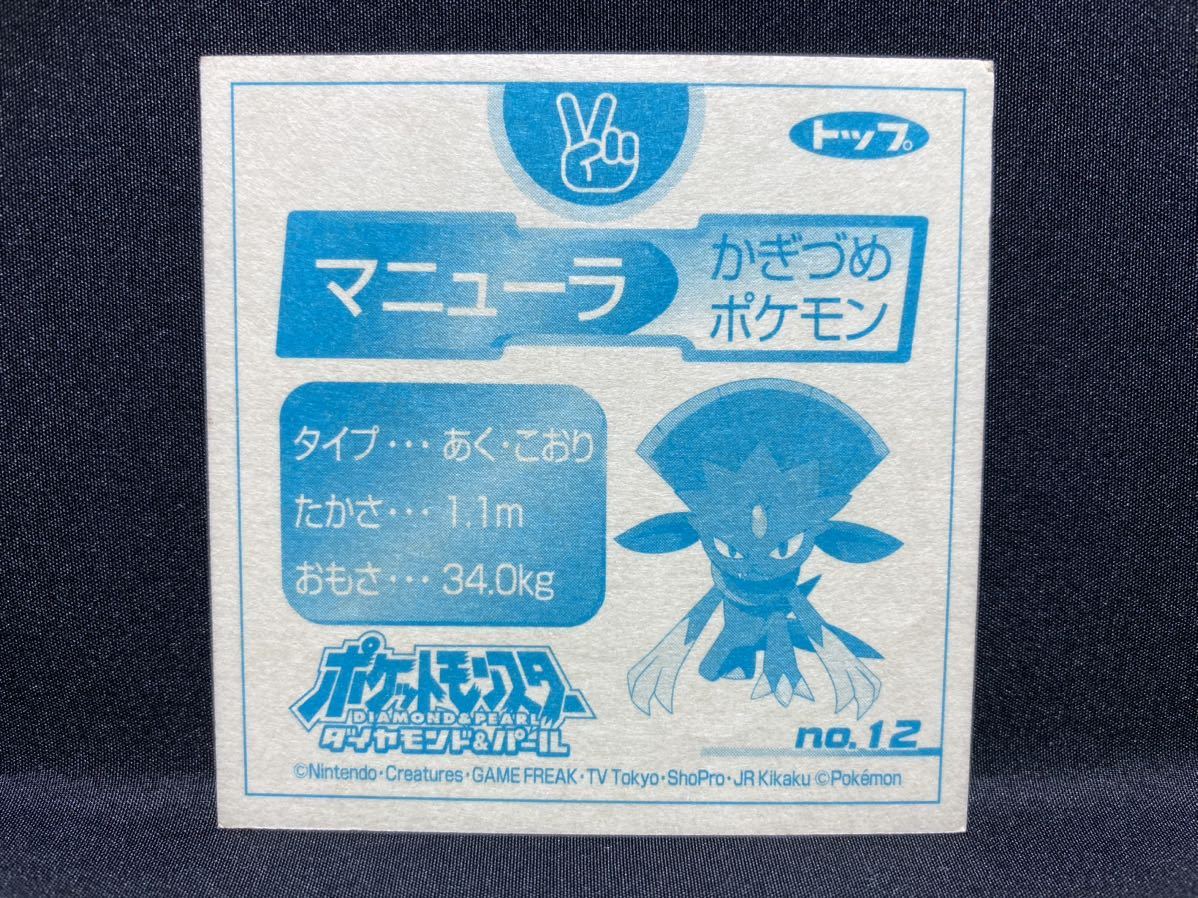 トップ。
マニューラ
かぎづめ
ポケモン
タイプ・・・あく・こおり
たかさ・・・1.1m
おもさ・・・34.0kg
ポケットモンスター
DIAMOND&PEARL
ダイヤモンド&パール
no.12
©Nintendo・Creatures・GAME FREAK・TV Tokyo・ShoPro・JR Kikaku ©Pokémon